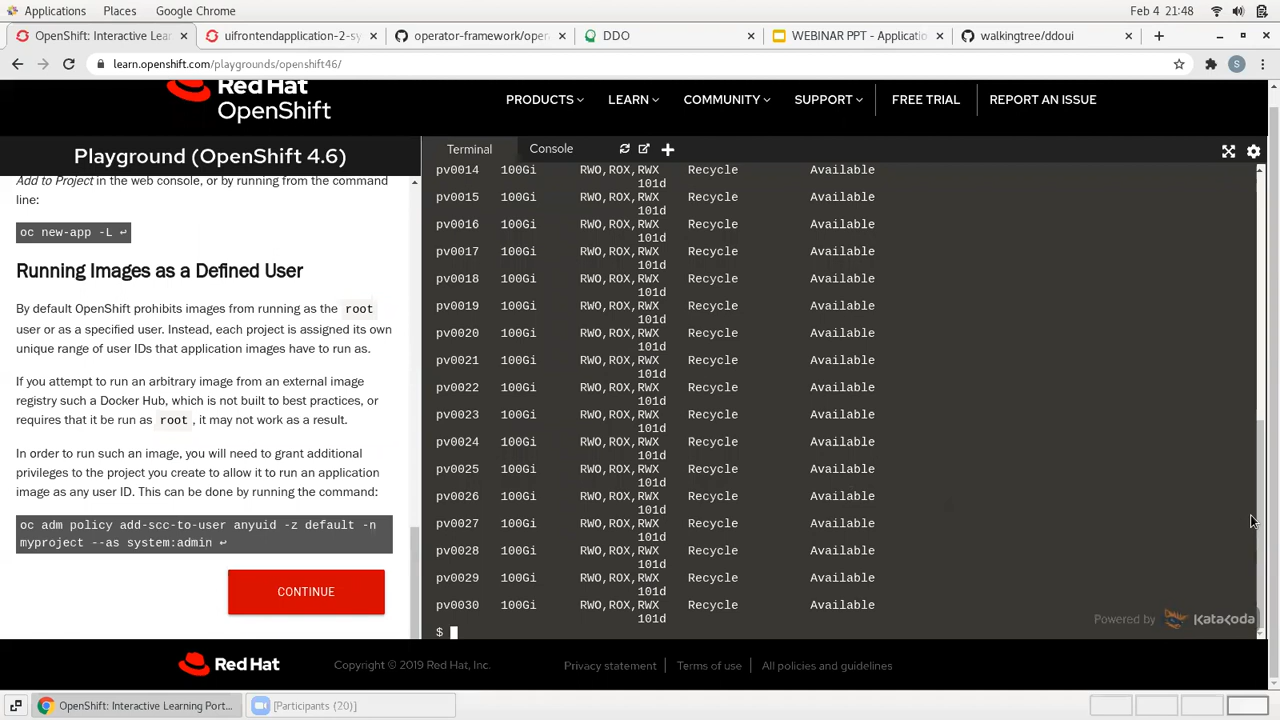 Applications Places Google Chrome Feb 4 21:48
OpenShift: Interactive Lea × uifrontendapplication-2-sy × operator-framework/oper × DDO × WEBINAR PPT - Applicatio × walkingtree/ddoui ×
learn.openshift.com/playgrounds/openshift46/
Red Hat
OpenShift
PRODUCTS LEARN COMMUNITY SUPPORT FREE TRIAL REPORT AN ISSUE
Playground (OpenShift 4.6)
Add to Project in the web console, or by running from the command
line:
oc new-app -L ↩
Running Images as a Defined User
By default OpenShift prohibits images from running as the root
user or as a specified user. Instead, each project is assigned its own
unique range of user IDs that application images have to run as.
If you attempt to run an arbitrary image from an external image
registry such a Docker Hub, which is not built to best practices, or
requires that it be run as root , it may not work as a result.
In order to run such an image, you will need to grant additional
privileges to the project you create to allow it to run an application
image as any user ID. This can be done by running the command:
oc adm policy add-scc-to-user anyuid -z default -n
myproject --as system:admin ↩
CONTINUE
Terminal Console
pv0014 100Gi RWO,ROX,RWX Recycle Available
101d
pv0015 100Gi RWO,ROX,RWX Recycle Available
101d
pv0016 100Gi RWO,ROX,RWX Recycle Available
101d
pv0017 100Gi RWO,ROX,RWX Recycle Available
101d
pv0018 100Gi RWO,ROX,RWX Recycle Available
101d
pv0019 100Gi RWO,ROX,RWX Recycle Available
101d
pv0020 100Gi RWO,ROX,RWX Recycle Available
101d
pv0021 100Gi RWO,ROX,RWX Recycle Available
101d
pv0022 100Gi RWO,ROX,RWX Recycle Available
101d
pv0023 100Gi RWO,ROX,RWX Recycle Available
101d
pv0024 100Gi RWO,ROX,RWX Recycle Available
101d
pv0025 100Gi RWO,ROX,RWX Recycle Available
101d
pv0026 100Gi RWO,ROX,RWX Recycle Available
101d
pv0027 100Gi RWO,ROX,RWX Recycle Available
101d
pv0028 100Gi RWO,ROX,RWX Recycle Available
101d
pv0029 100Gi RWO,ROX,RWX Recycle Available
101d
pv0030 100Gi RWO,ROX,RWX Recycle Available
101d
$
Powered by KataKoda
Red Hat Copyright © 2019 Red Hat, Inc. Privacy statement Terms of use All policies and guidelines
OpenShift: Interactive Learning Port... [Participants (20)]